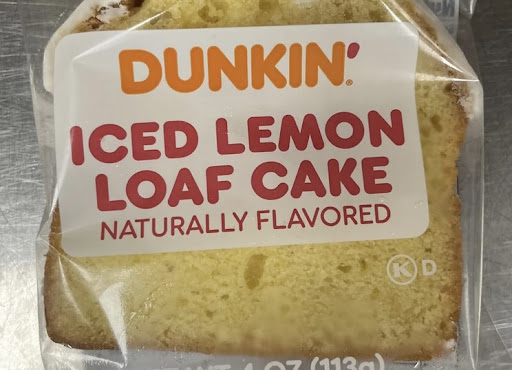 DUNKIN'®
ICED LEMON
LOAF CAKE
NATURALLY FLAVORED
K D
4 OZ (113g)